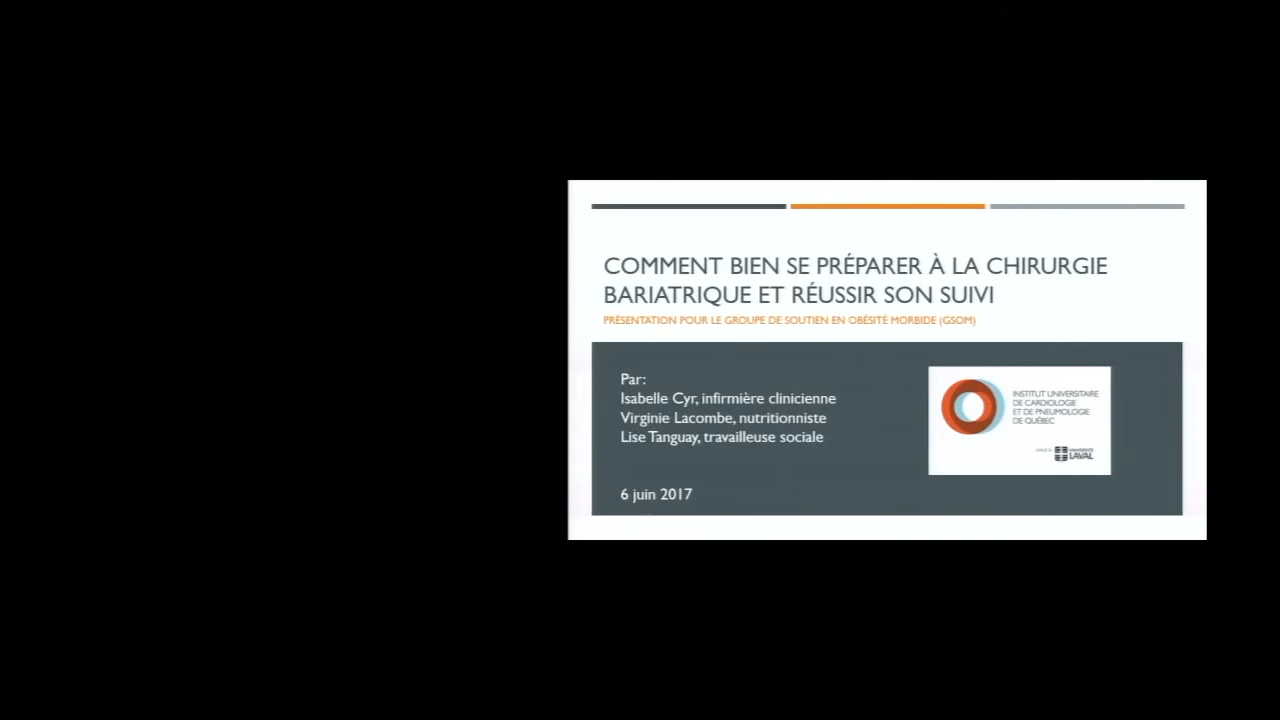 COMMENT BIEN SE PRÉPARER À LA CHIRURGIE
BARIATRIQUE ET RÉUSSIR SON SUIVI
PRÉSENTATION POUR LE GROUPE DE SOUTIEN EN OBÉSITÉ MORBIDE (GSOM)
Par:
Isabelle Cyr, infirmière clinicienne
Virginie Lacombe, nutritionniste
Lise Tanguay, travailleuse sociale
6 juin 2017
INSTITUT UNIVERSITAIRE
DE CARDIOLOGIE
ET DE PNEUMOLOGIE
DE QUÉBEC
UNIVERSITÉ
LAVAL